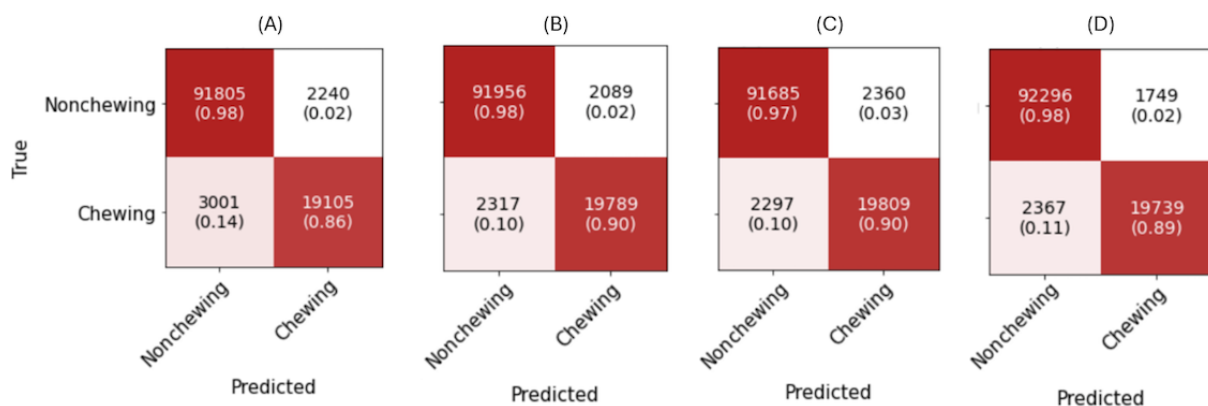 (A) (B) (C) (D)
True
Nonchewing
91805 2240 91956 2089 91685 2360 92296 1749
(0.98) (0.02) (0.98) (0.02) (0.97) (0.03) (0.98) (0.02)
Chewing
3001 19105 2317 19789 2297 19809 2367 19739
(0.14) (0.86) (0.10) (0.90) (0.10) (0.90) (0.11) (0.89)
Nonchewing Chewing Nonchewing Chewing Nonchewing Chewing Nonchewing Chewing
Predicted Predicted Predicted Predicted